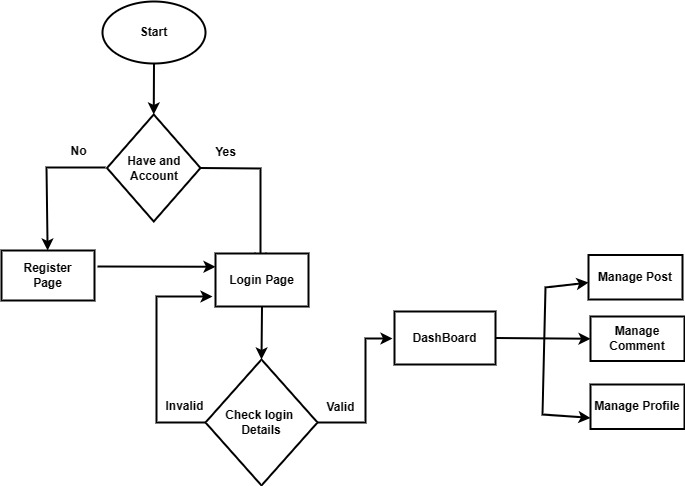 Start
No
Have and
Account
Yes
Register
Page
Login Page
Manage Post
DashBoard
Manage
Comment
Invalid
Check login
Details
Valid
Manage Profile